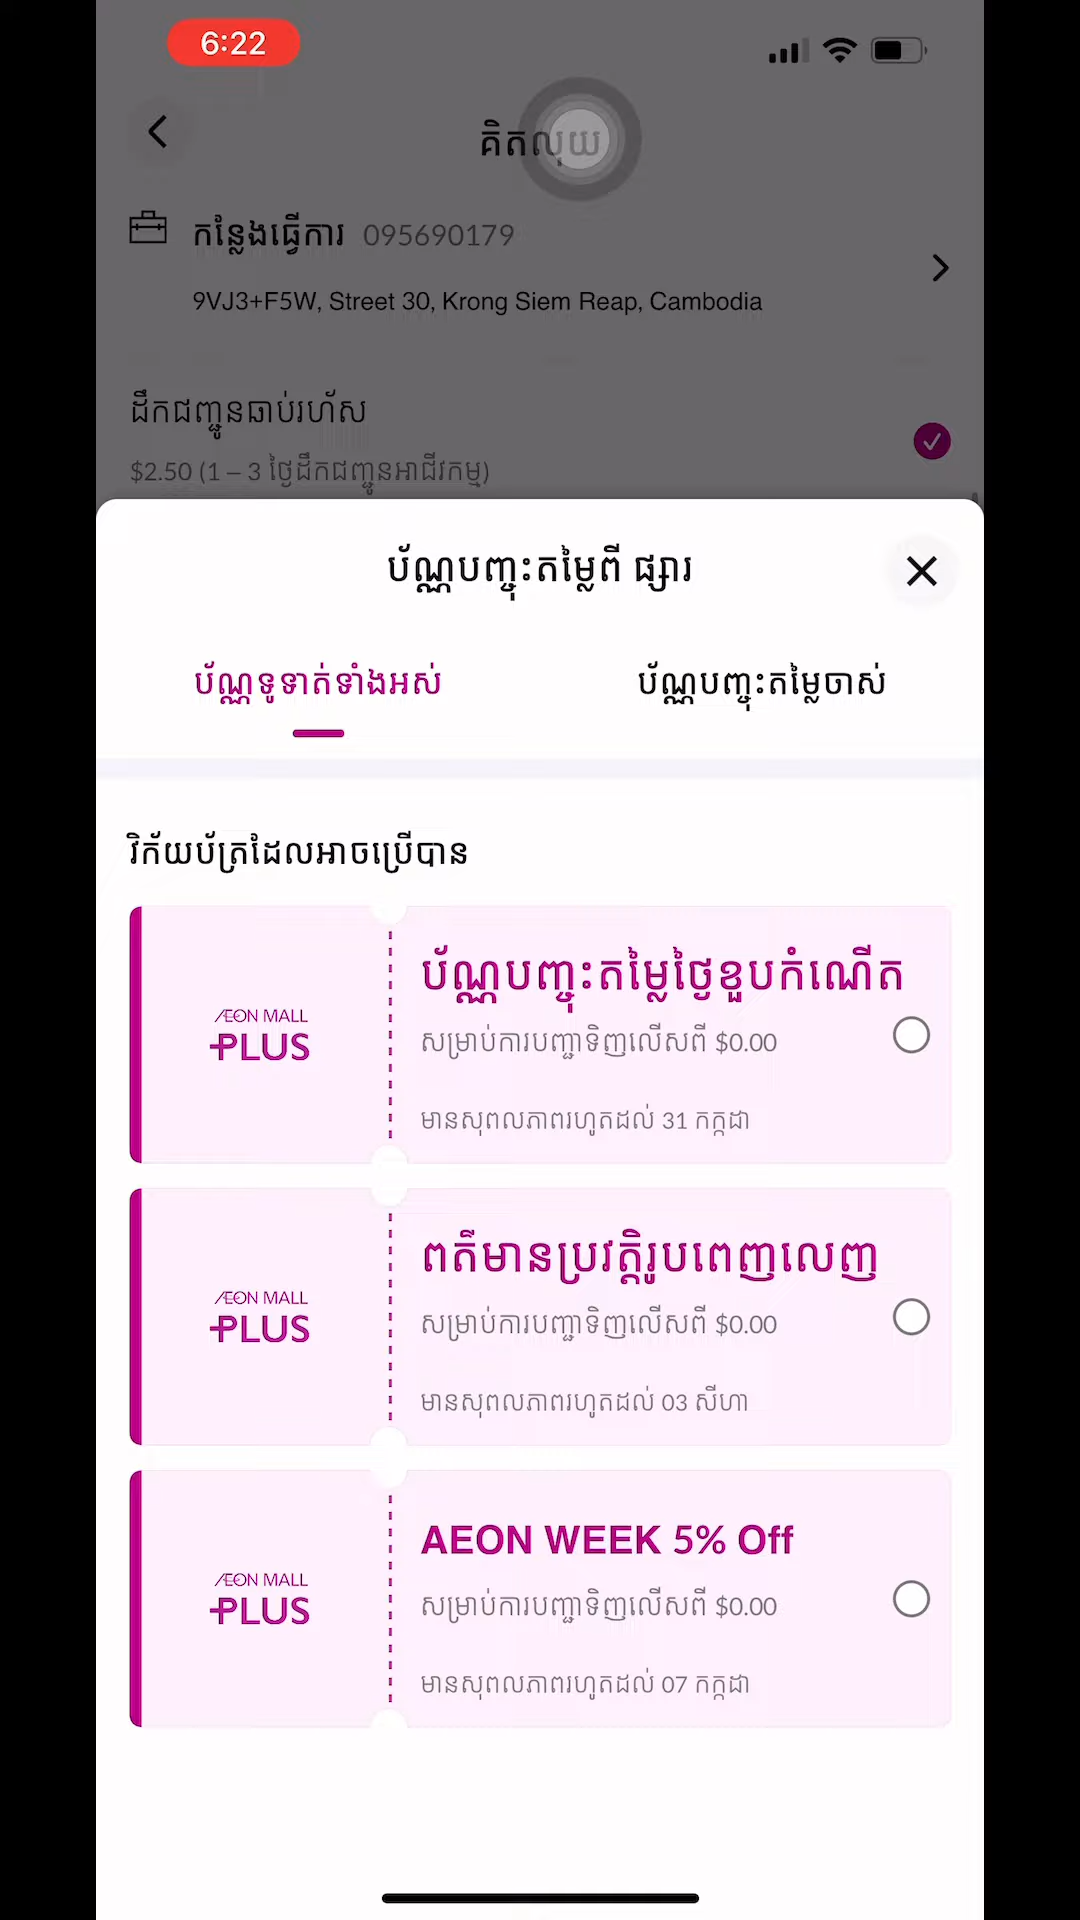 6:22
គិតលុយ
កន្លែងធ្វើការ 095690179
9VJ3+F5W, Street 30, Krong Siem Reap, Cambodia
ដឹកជញ្ជូនឆាប់រហ័ស
$2.50 (1 – 3 ថ្ងៃដឹកជញ្ជូនអាជីវកម្ម)
ប័ណ្ណបញ្ចុះតម្លៃពី ផ្សារ
ប័ណ្ណទូទាត់ទាំងអស់
ប័ណ្ណបញ្ចុះតម្លៃចាស់
វិក័យប័ត្រដែលអាចប្រើបាន
AEON MALL
PLUS
ប័ណ្ណបញ្ចុះតម្លៃថ្ងៃខួបកំណើត
សម្រាប់ការបញ្ជាទិញលើសពី $0.00
មានសុពលភាពរហូតដល់ 31 កក្កដា
AEON MALL
PLUS
ពត៌មានប្រវត្តិរូបពេញលេញ
សម្រាប់ការបញ្ជាទិញលើសពី $0.00
មានសុពលភាពរហូតដល់ 03 សីហា
AEON MALL
PLUS
AEON WEEK 5% Off
សម្រាប់ការបញ្ជាទិញលើសពី $0.00
មានសុពលភាពរហូតដល់ 07 កក្កដា